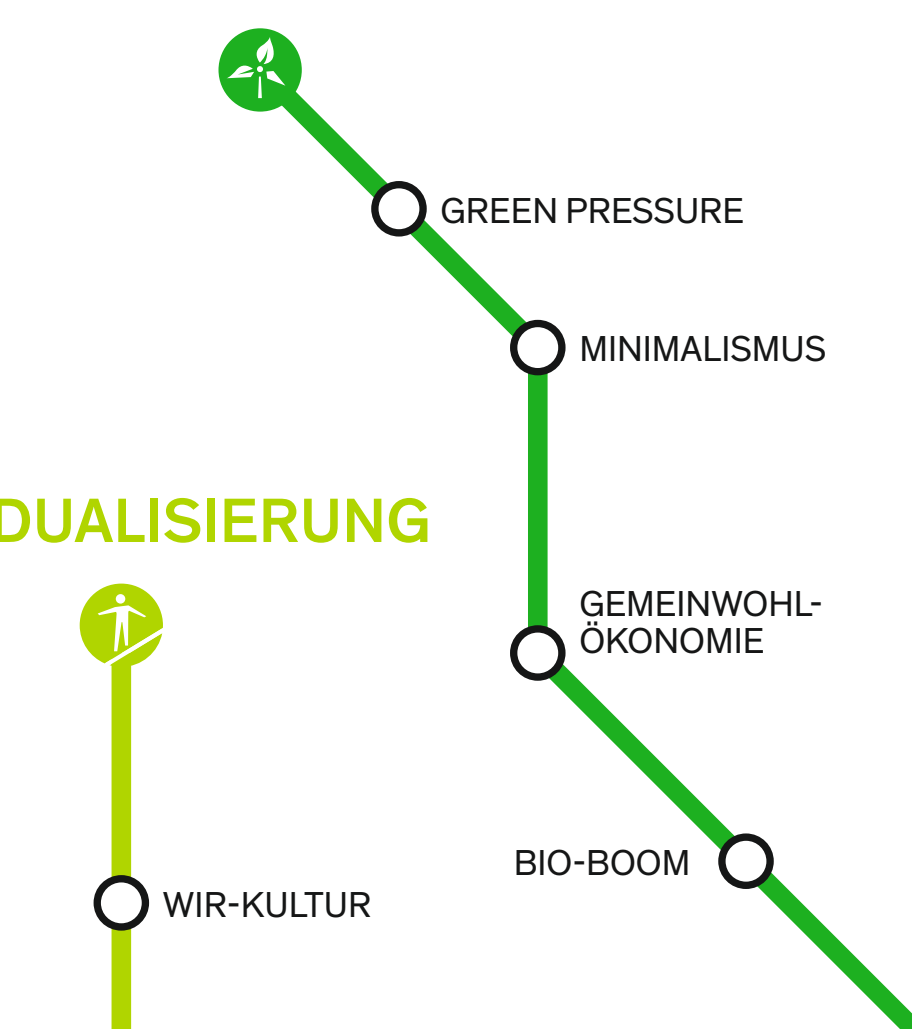 GREEN PRESSURE
MINIMALISMUS
DUALISIERUNG
GEMEINWOHL-
ÖKONOMIE
BIO-BOOM
WIR-KULTUR